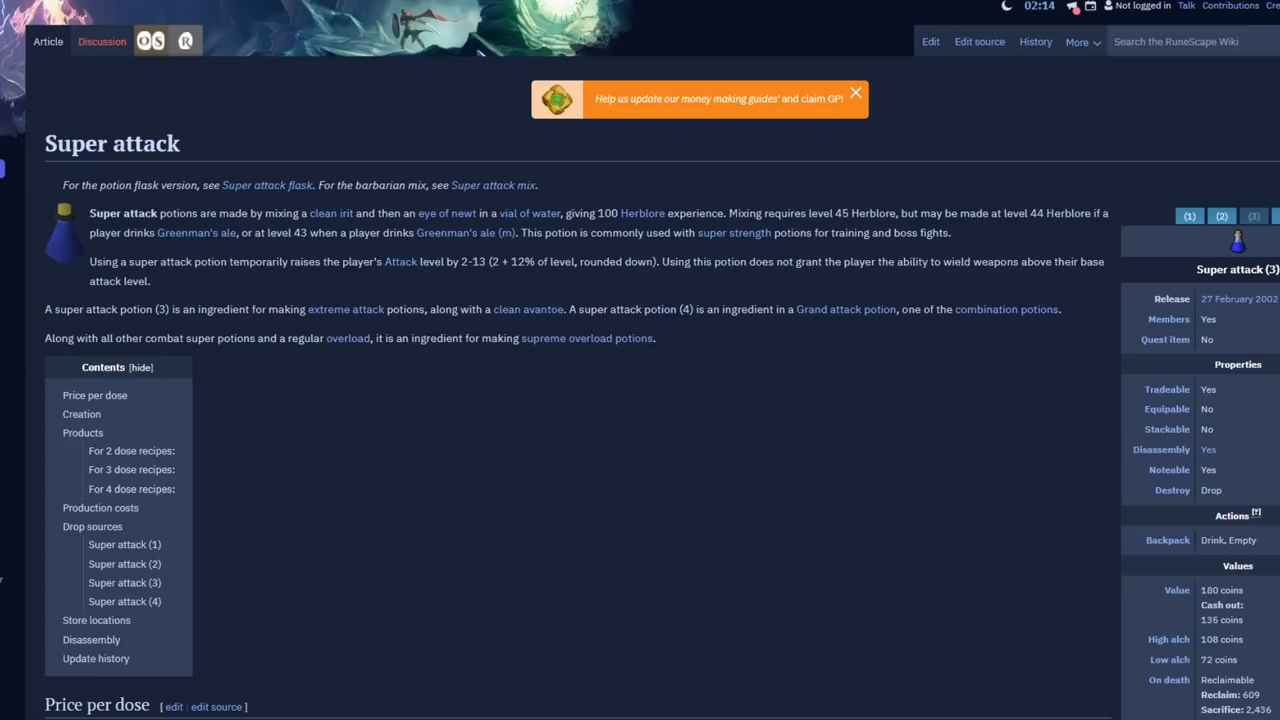 02:14
Not logged in
Talk
Contributions
Cre
Article
Discussion
OS
R
Edit
Edit source
History
More
Search the RuneScape Wiki
Help us update our money making guides' and claim GP!
Super attack
For the potion flask version, see Super attack flask. For the barbarian mix, see Super attack mix.
Super attack potions are made by mixing a clean irit and then an eye of newt in a vial of water, giving 100 Herblore experience. Mixing requires level 45 Herblore, but may be made at level 44 Herblore if a
player drinks Greenman's ale, or at level 43 when a player drinks Greenman's ale (m). This potion is commonly used with super strength potions for training and boss fights.
Using a super attack potion temporarily raises the player's Attack level by 2-13 (2 + 12% of level, rounded down). Using this potion does not grant the player the ability to wield weapons above their base
attack level.
A super attack potion (3) is an ingredient for making extreme attack potions, along with a clean avantoe. A super attack potion (4) is an ingredient in a Grand attack potion, one of the combination potions.
Along with all other combat super potions and a regular overload, it is an ingredient for making supreme overload potions.
Contents [hide]
Price per dose
Creation
Products
For 2 dose recipes:
For 3 dose recipes:
For 4 dose recipes:
Production costs
Drop sources
Super attack (1)
Super attack (2)
Super attack (3)
Super attack (4)
Store locations
Disassembly
Update history
Price per dose [ edit | edit source ]
(1) (2) (3)
Super attack (3)
Release 27 February 2002
Members Yes
Quest item No
Properties
Tradeable Yes
Equipable No
Stackable No
Disassembly Yes
Noteable Yes
Destroy Drop
Actions [?]
Backpack Drink, Empty
Values
Value 180 coins
Cash out:
135 coins
High alch 108 coins
Low alch 72 coins
On death Reclaimable
Reclaim: 609
Sacrifice: 2,436